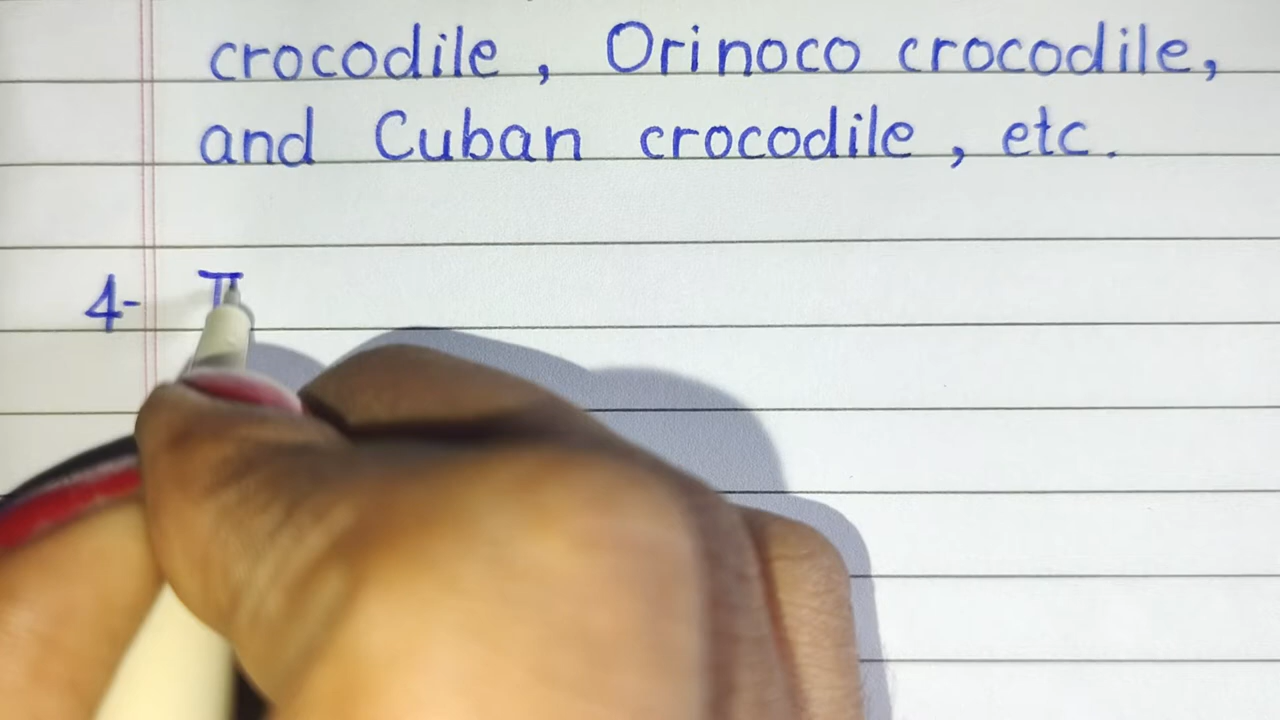 crocodile, Orinoco crocodile,
and Cuban crocodile, etc.
4- T